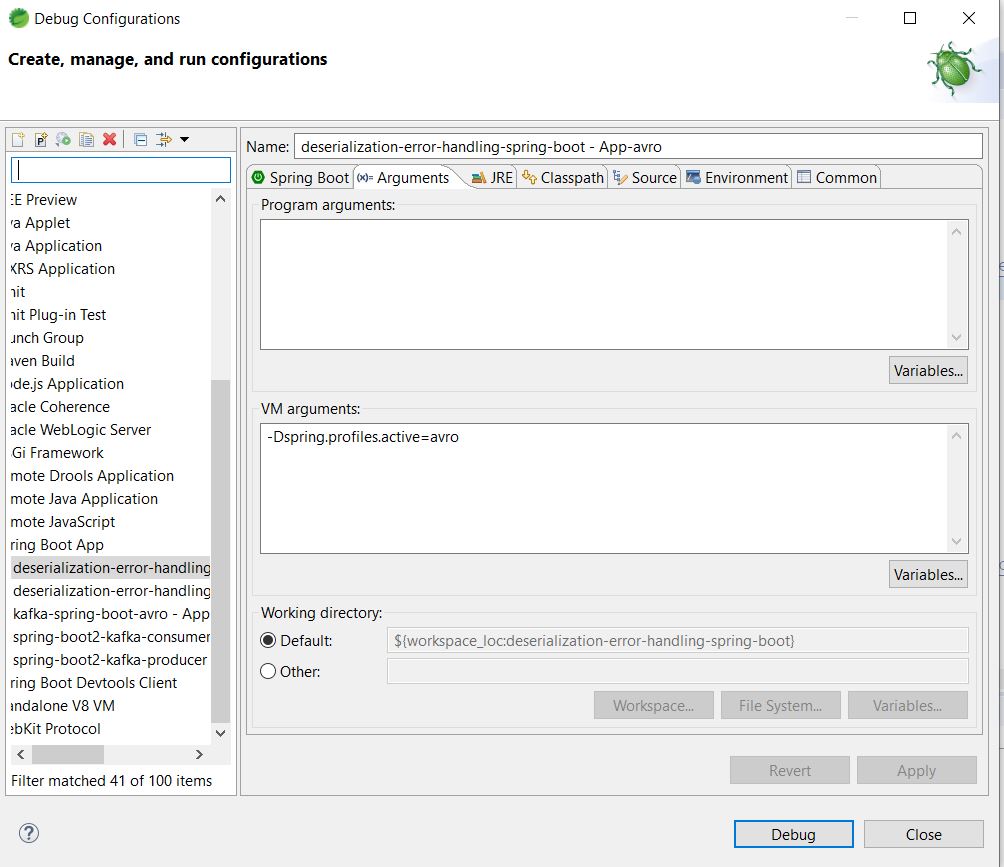 Debug Configurations
Create, manage, and run configurations
Name: deserialization-error-handling-spring-boot - App-avro
Spring Boot (x)= Arguments JRE Classpath Source Environment Common
EE Preview
va Applet
va Application
XRS Application
nit
nit Plug-in Test
unch Group
aven Build
de.js Application
acle Coherence
acle WebLogic Server
Gi Framework
mote Drools Application
mote Java Application
mote JavaScript
ring Boot App
deserialization-error-handling
deserialization-error-handling
kafka-spring-boot-avro - App
spring-boot2-kafka-consumer
spring-boot2-kafka-producer
ring Boot Devtools Client
andalone V8 VM
ebKit Protocol
Filter matched 41 of 100 items
Program arguments:
Variables...
VM arguments:
-Dspring.profiles.active=avro
Variables...
Working directory:
Default: ${workspace_loc:deserialization-error-handling-spring-boot}
Other:
Workspace... File System... Variables...
Revert Apply
? Debug Close